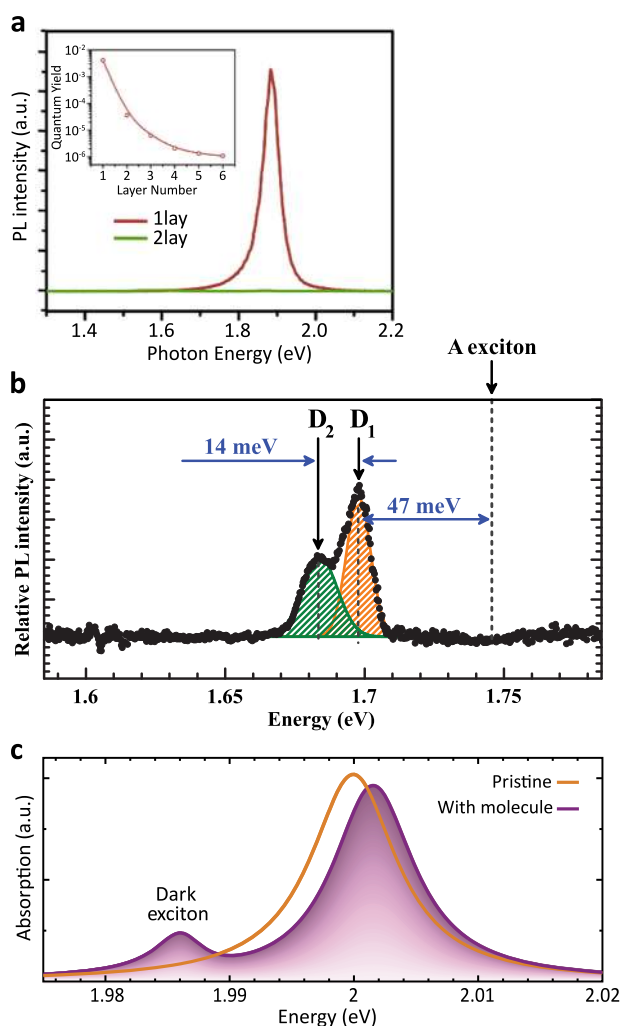 a
PL intensity (a.u.)
Quantum Yield
10⁻²
10⁻³
10⁻⁴
10⁻⁵
10⁻⁶
1 2 3 4 5 6
Layer Number
1lay
2lay
1.4 1.6 1.8 2.0 2.2
Photon Energy (eV)
A exciton
b
Relative PL intensity (a.u.)
D₂ D₁
14 meV
47 meV
1.6 1.65 1.7 1.75
Energy (eV)
c
Absorption (a.u.)
Pristine
With molecule
Dark
exciton
1.98 1.99 2 2.01 2.02
Energy (eV)